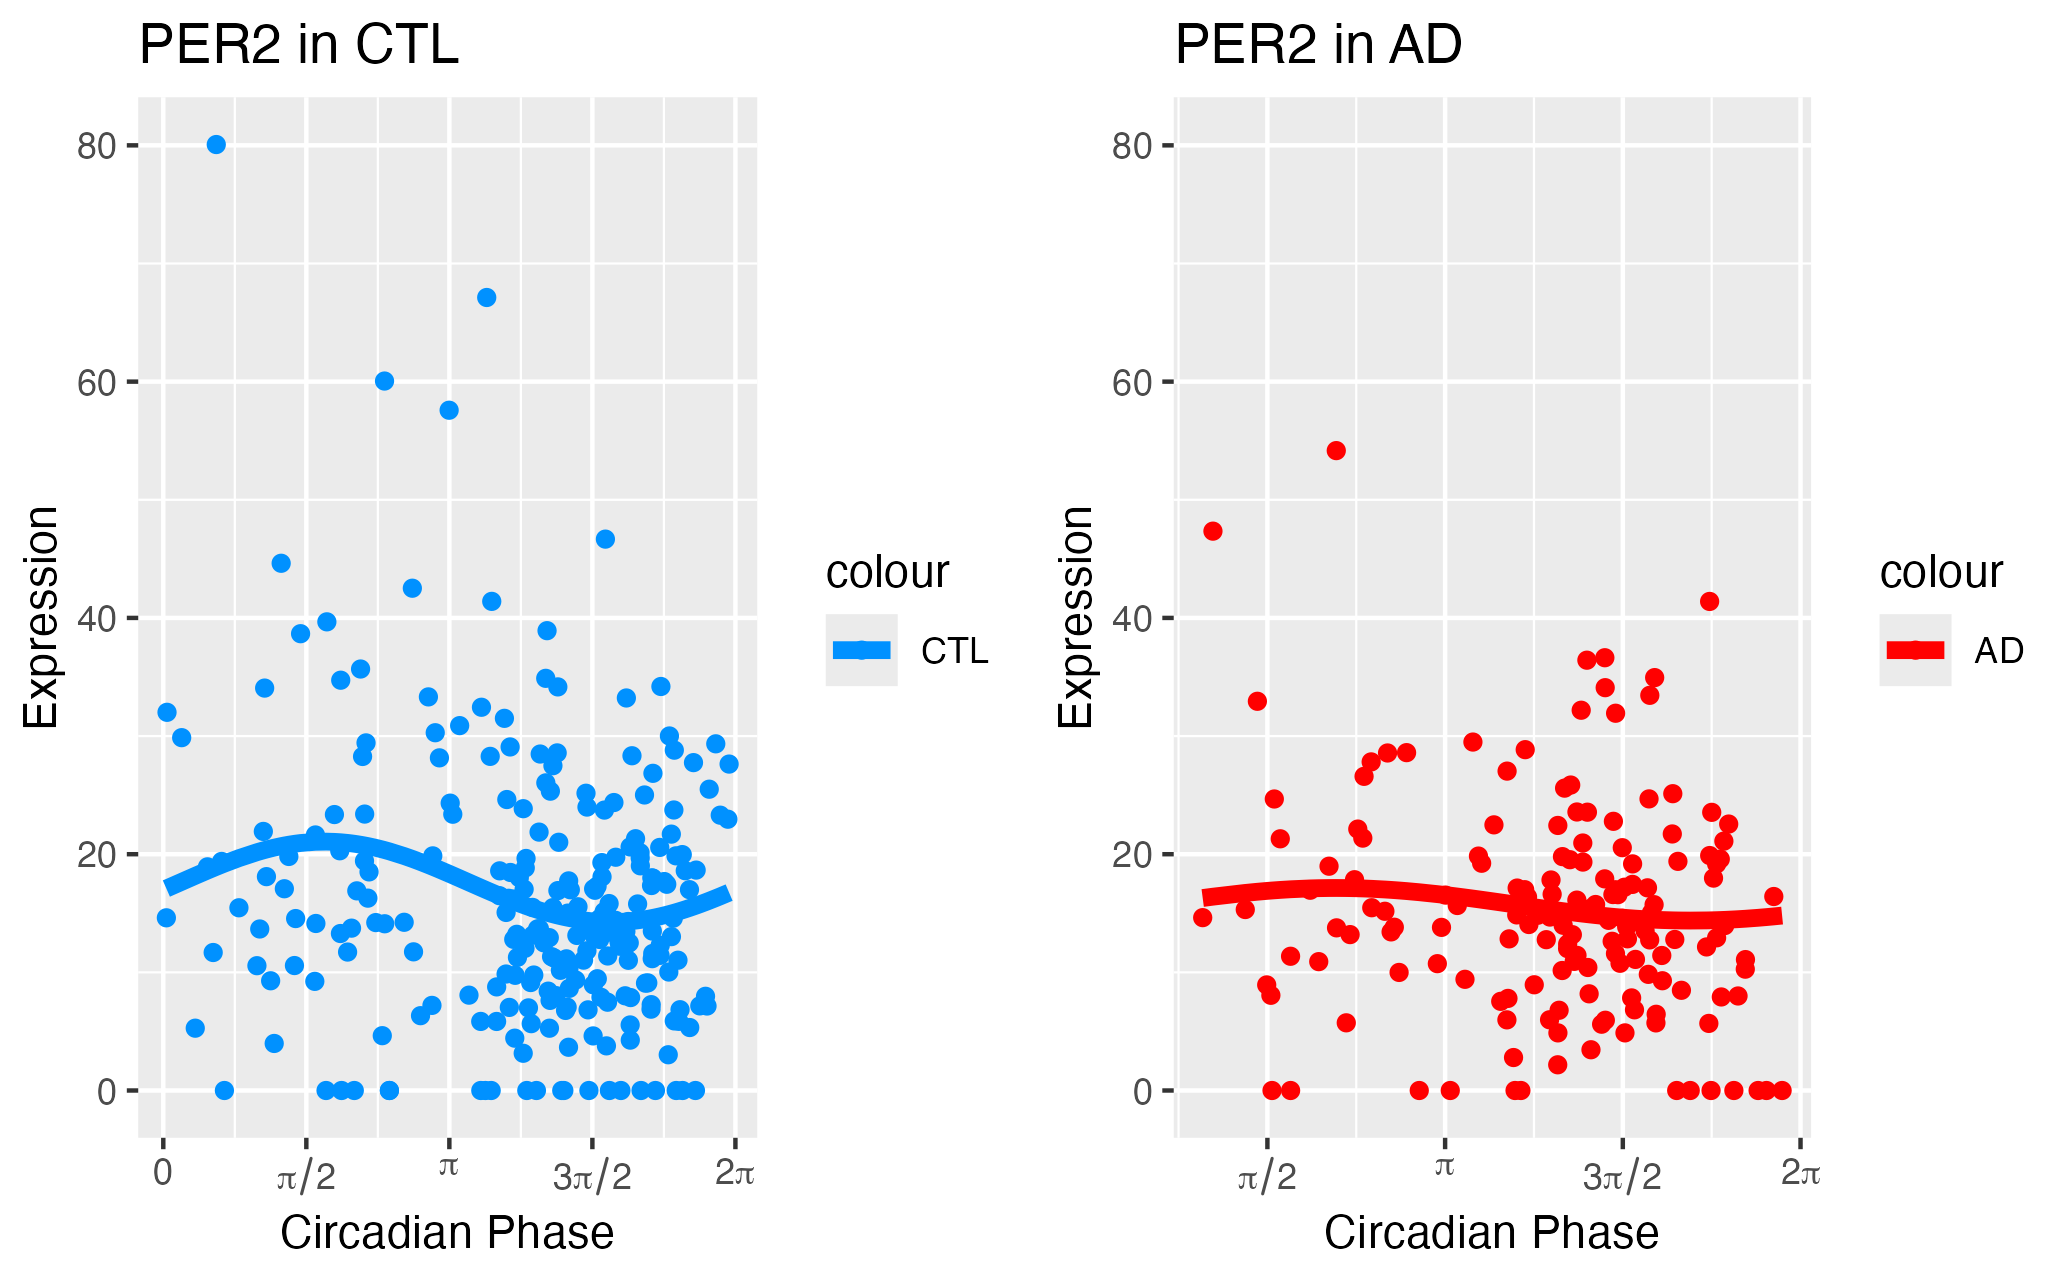 PER2 in CTL
80
60
40
20
0
Expression
0 π/2 π 3π/2 2π
Circadian Phase
colour
CTL
PER2 in AD
80
60
40
20
0
Expression
π/2 π 3π/2 2π
Circadian Phase
colour
AD